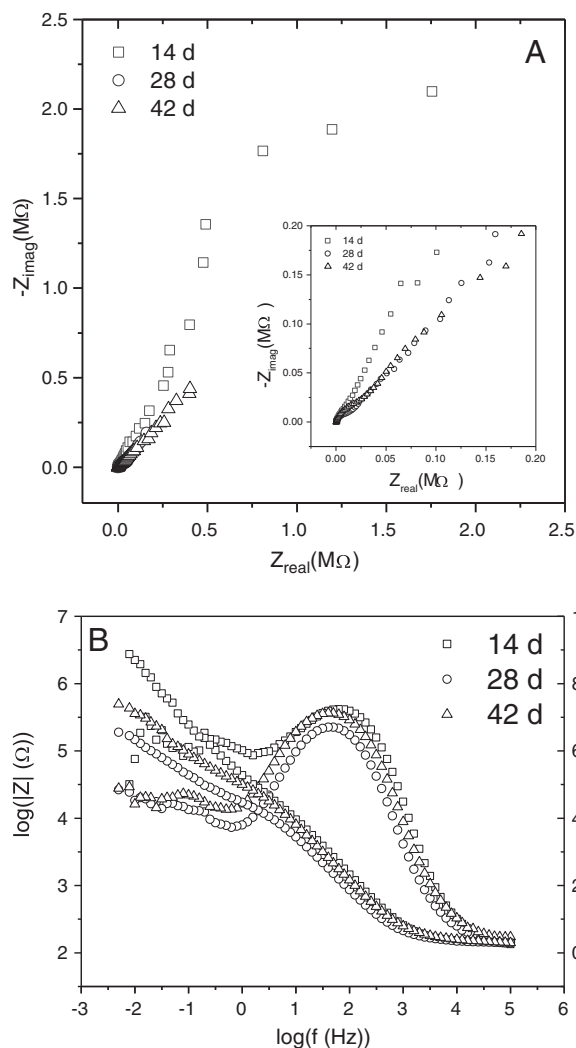 A
14 d
28 d
42 d
2.5
2.0
1.5
1.0
0.5
0.0
-Z_imag(MΩ)
0.0 0.5 1.0 1.5 2.0 2.5
Z_real(MΩ)
14 d
28 d
42 d
0.20
0.15
0.10
0.05
0.00
-Z_imag(MΩ)
0.00 0.05 0.10 0.15 0.20
Z_real(MΩ)
B
14 d
28 d
42 d
7
6
5
4
3
2
log(|Z| (Ω))
-3 -2 -1 0 1 2 3 4 5 6
log(f (Hz))